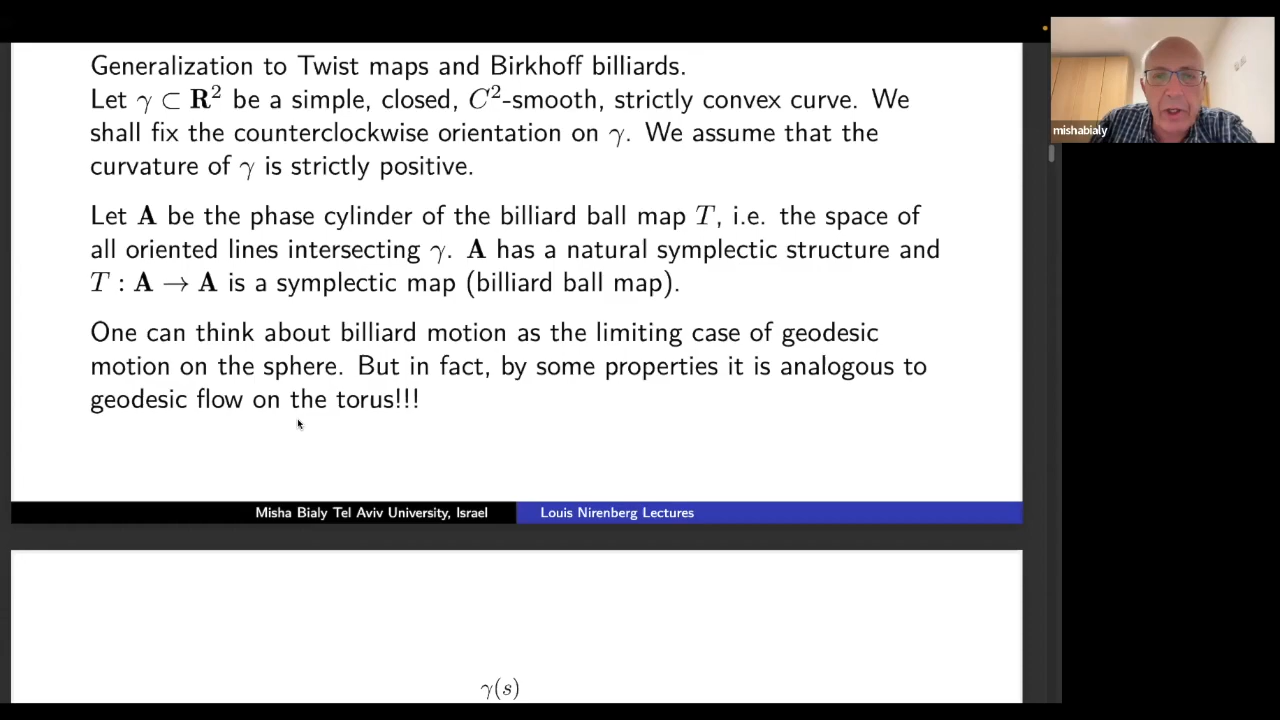 Generalization to Twist maps and Birkhoff billiards.
Let γ ⊂ R² be a simple, closed, C²-smooth, strictly convex curve. We
shall fix the counterclockwise orientation on γ. We assume that the
curvature of γ is strictly positive.
Let A be the phase cylinder of the billiard ball map T, i.e. the space of
all oriented lines intersecting γ. A has a natural symplectic structure and
T : A → A is a symplectic map (billiard ball map).
One can think about billiard motion as the limiting case of geodesic
motion on the sphere. But in fact, by some properties it is analogous to
geodesic flow on the torus!!!
Misha Bialy Tel Aviv University, Israel
Louis Nirenberg Lectures
γ(s)
mishabialy